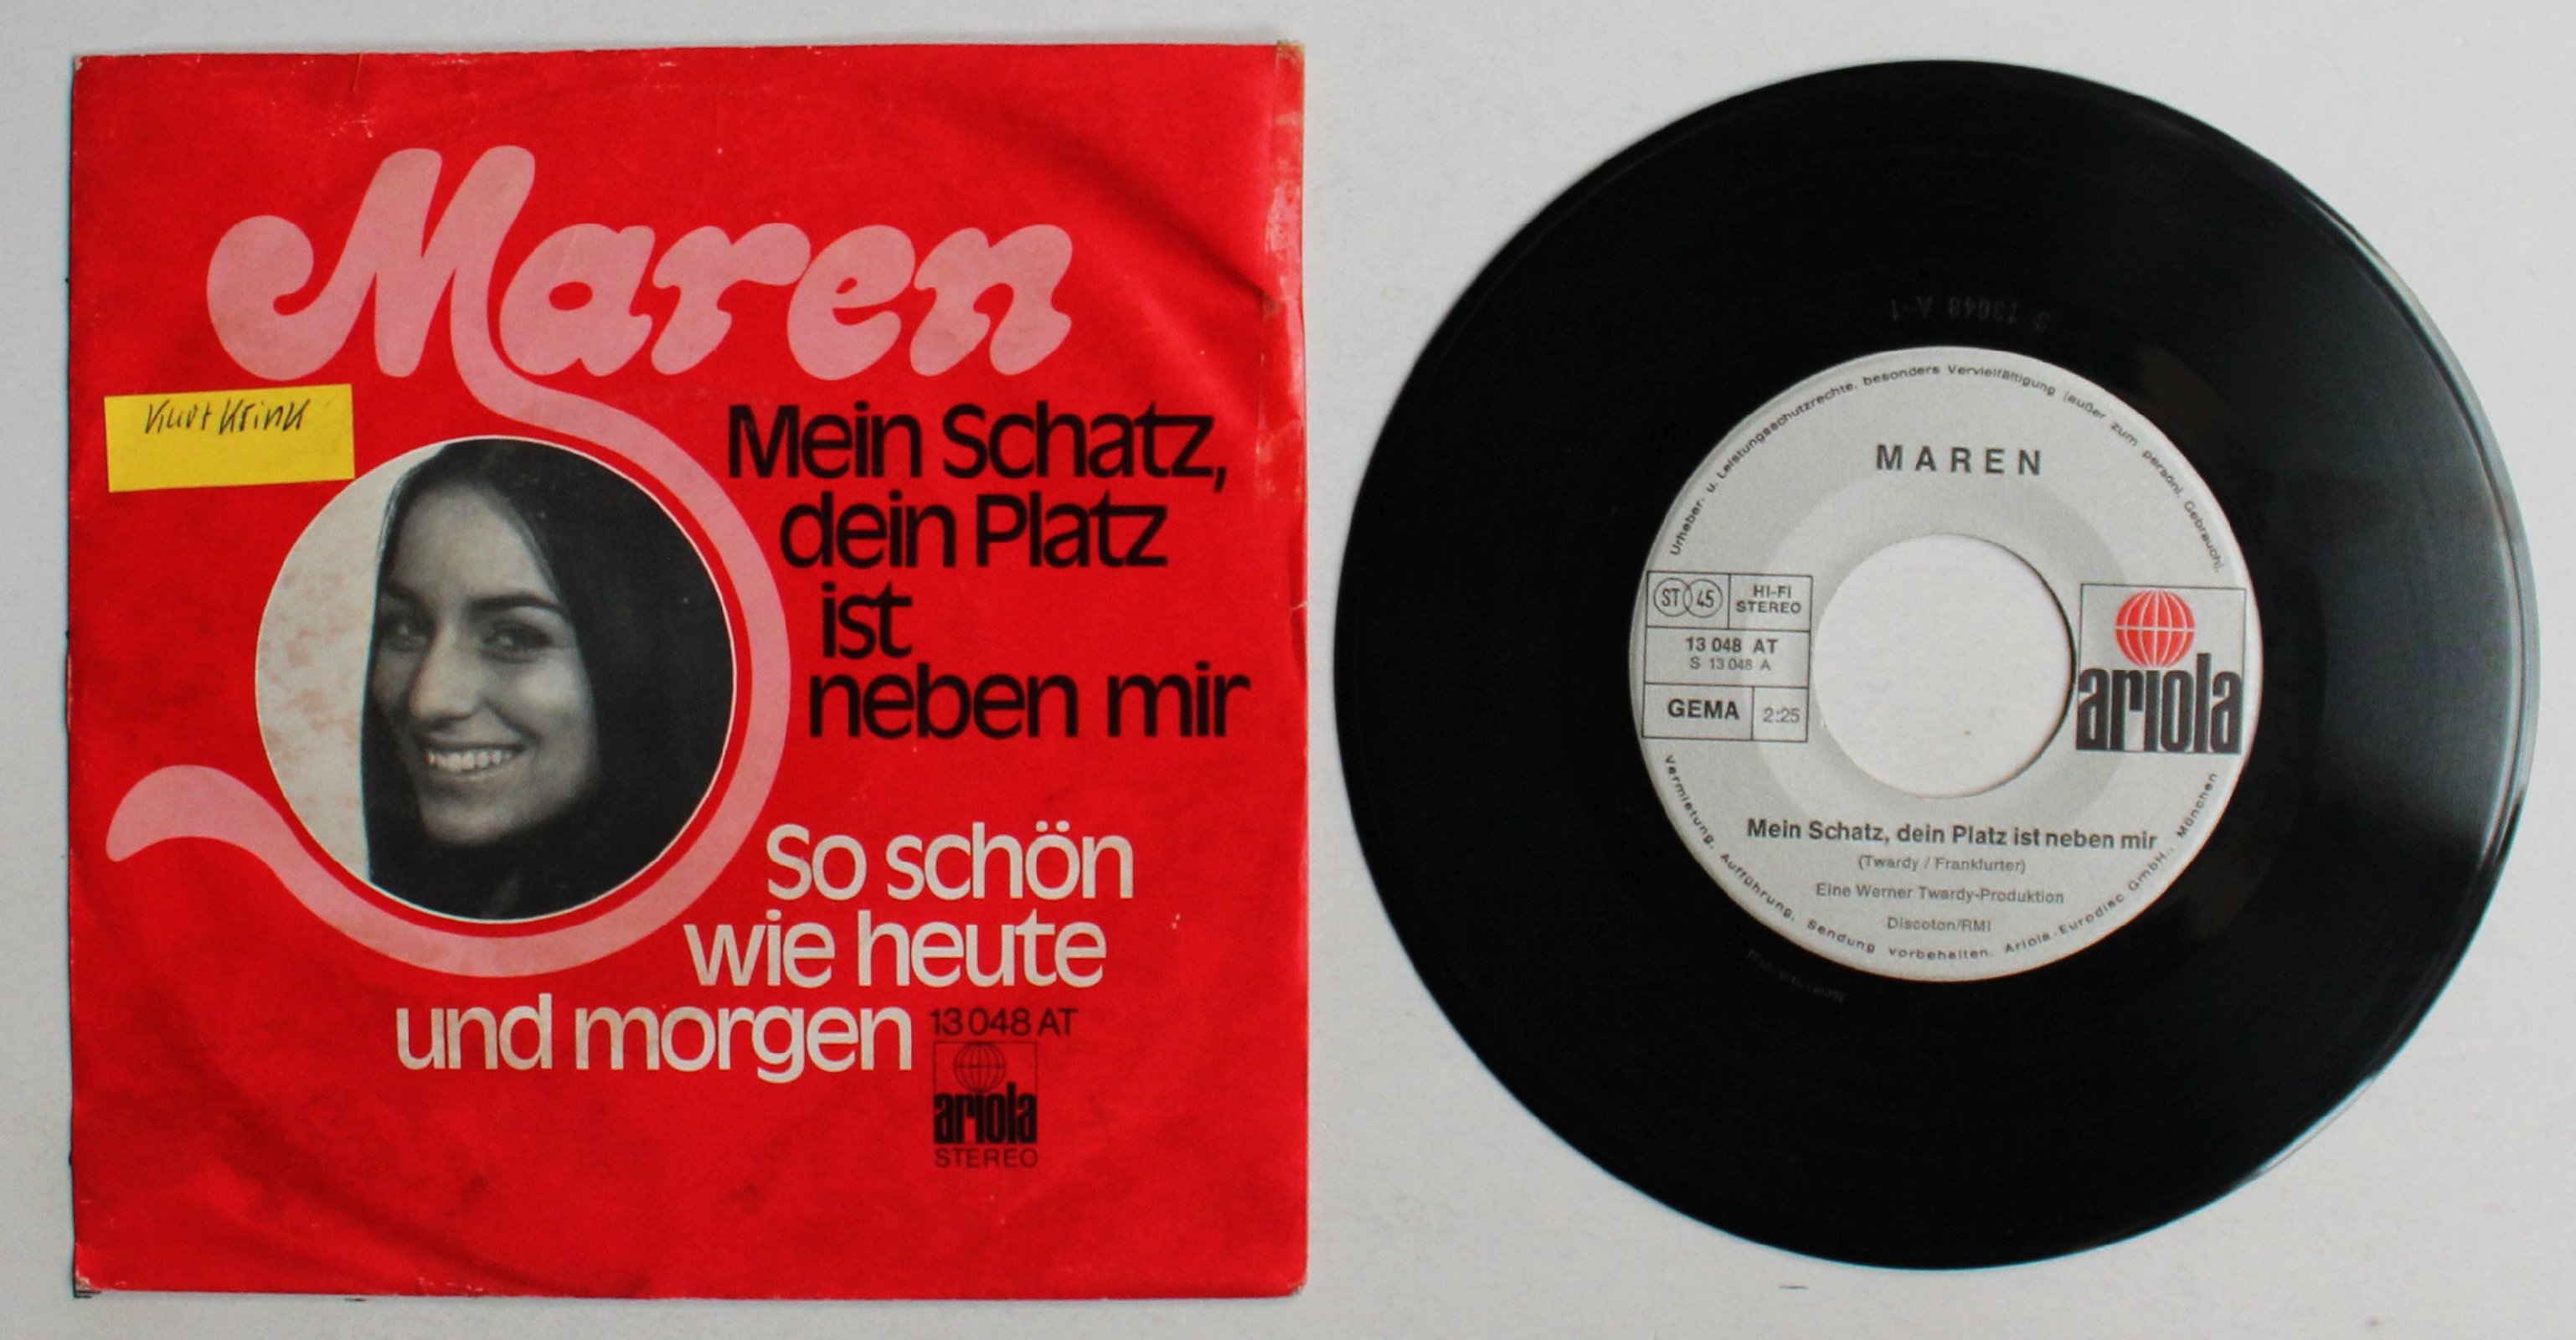 Maren
Mein Schatz,
dein Platz
ist
neben mir
So schön
wie heute
und morgen
13 048 AT
ariola
STEREO
S 13048 A-1
Urheber- u. Leistungsschutzrechte, besonders Vervielfältigung (außer zum persönl. Gebrauch),
MAREN
ST 45
HI-FI
STEREO
13 048 AT
S 13 048 A
GEMA
2:25
ariola
Mein Schatz, dein Platz ist neben mir
(Twardy / Frankfurter)
Eine Werner Twardy-Produktion
Discoton/RMI
Vermietung, Aufführung, Sendung vorbehalten. Ariola-Eurodisc GmbH., München